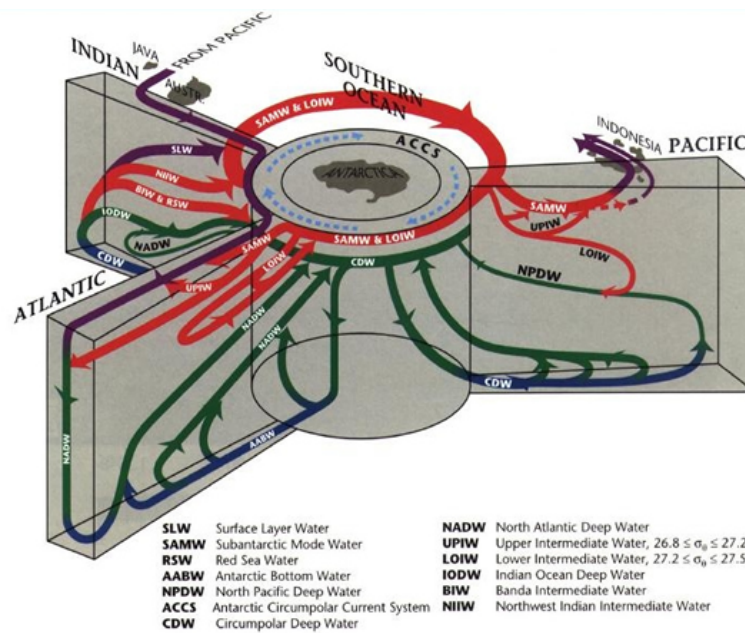 INDIAN
JAVA
FROM PACIFIC
AUSTR.
SOUTHERN
OCEAN
SAMW & LOIW
ACCS
ANTARCTICA
INDONESIA
PACIFIC
SLW
NIIW
BIW & RSW
IODW
NADW
CDW
SAMW
SAMW & LOIW
CDW
LOIW
UPIW
ATLANTIC
SAMW
UPIW
LOIW
NPDW
NADW
NADW
NADW
AABW
CDW
SLW Surface Layer Water
SAMW Subantarctic Mode Water
RSW Red Sea Water
AABW Antarctic Bottom Water
NPDW North Pacific Deep Water
ACCS Antarctic Circumpolar Current System
CDW Circumpolar Deep Water
NADW North Atlantic Deep Water
UPIW Upper Intermediate Water, 26.8 ≤ σθ ≤ 27.2
LOIW Lower Intermediate Water, 27.2 ≤ σθ ≤ 27.5
IODW Indian Ocean Deep Water
BIW Banda Intermediate Water
NIIW Northwest Indian Intermediate Water